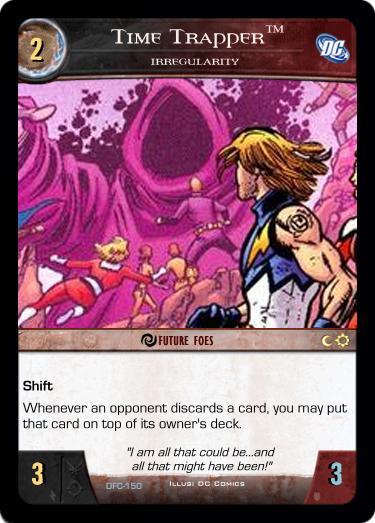 2
TIME TRAPPER™
DC
IRREGULARITY
FUTURE FOES
Shift
Whenever an opponent discards a card, you may put
that card on top of its owner's deck.
"I am all that could be...and
all that might have been!"
3
DFC-150
ILLUS: DC COMICS
3